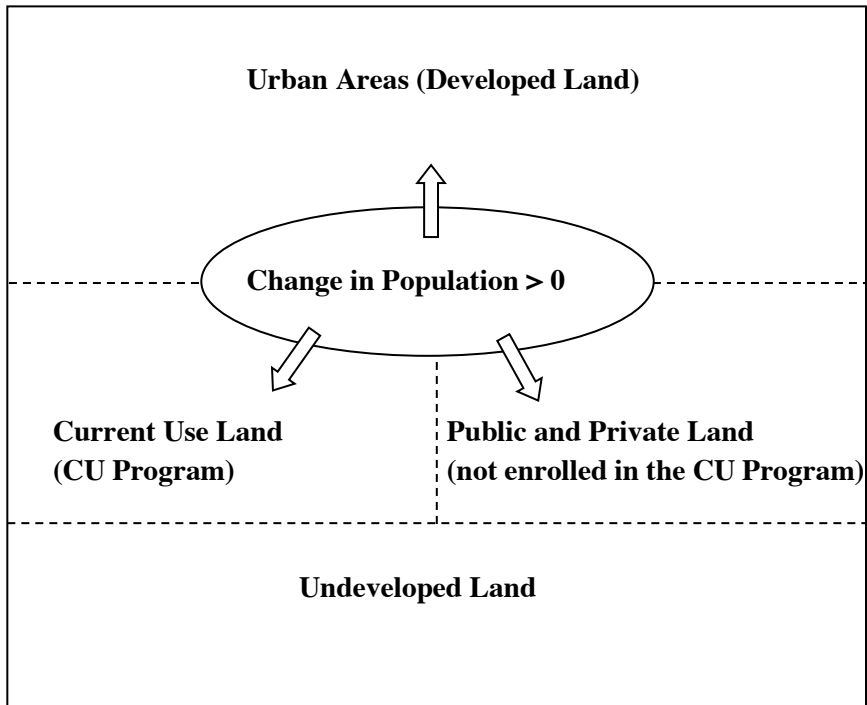 Urban Areas (Developed Land)
Change in Population > 0
Current Use Land
(CU Program)
Public and Private Land
(not enrolled in the CU Program)
Undeveloped Land